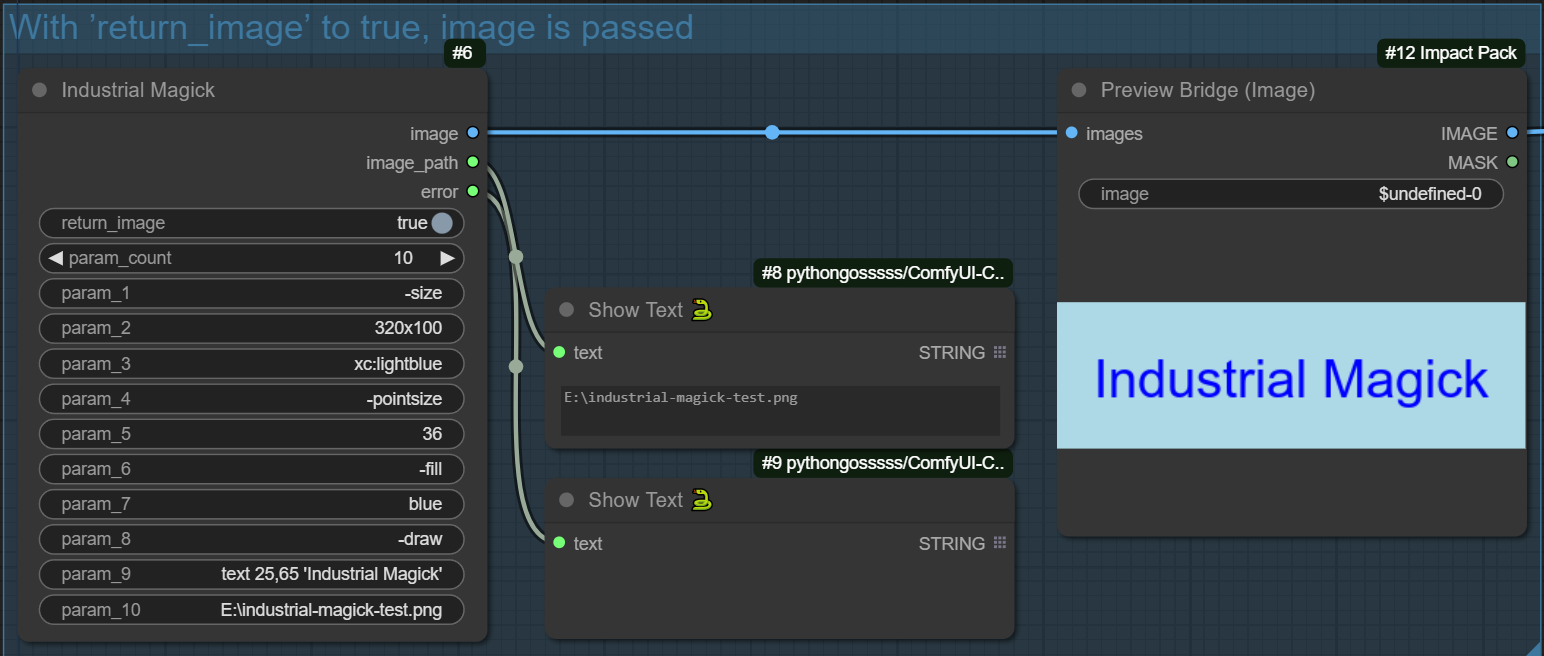 With ’return_image’ to true, image is passed
#6
Industrial Magick
image
image_path
error
return_image true
param_count 10
param_1 -size
param_2 320x100
param_3 xc:lightblue
param_4 -pointsize
param_5 36
param_6 -fill
param_7 blue
param_8 -draw
param_9 text 25,65 'Industrial Magick'
param_10 E:\industrial-magick-test.png
#8 pythongosssss/ComfyUI-C..
Show Text
text STRING
E:\industrial-magick-test.png
#9 pythongosssss/ComfyUI-C..
Show Text
text STRING
#12 Impact Pack
Preview Bridge (Image)
images IMAGE
MASK
image $undefined-0
Industrial Magick